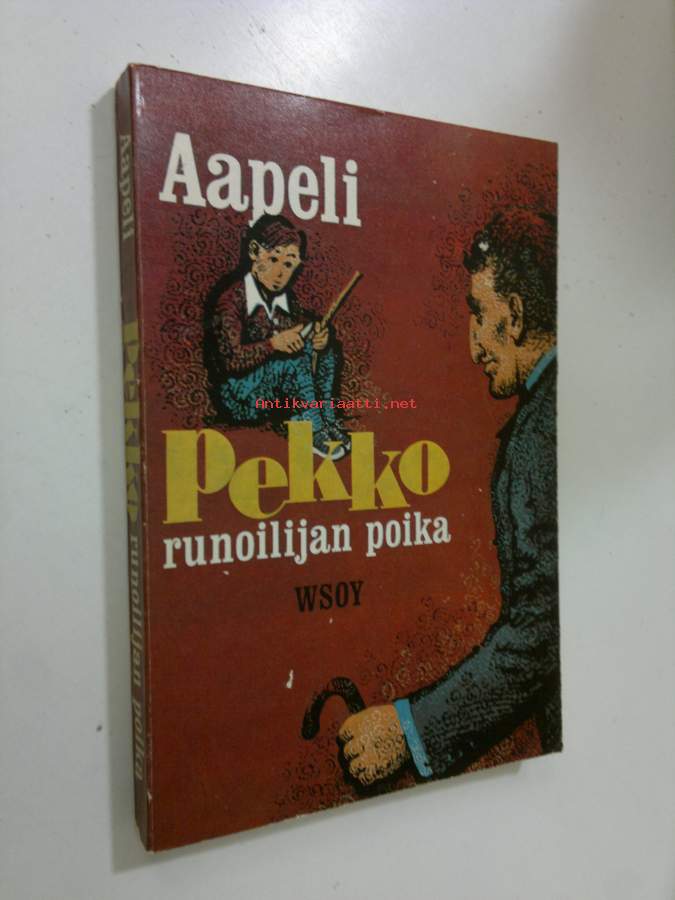 Aapeli
Pekko
runoilijan poika
WSOY
Aapeli
Pekko runoilijan poika
Antikvariaatti.net